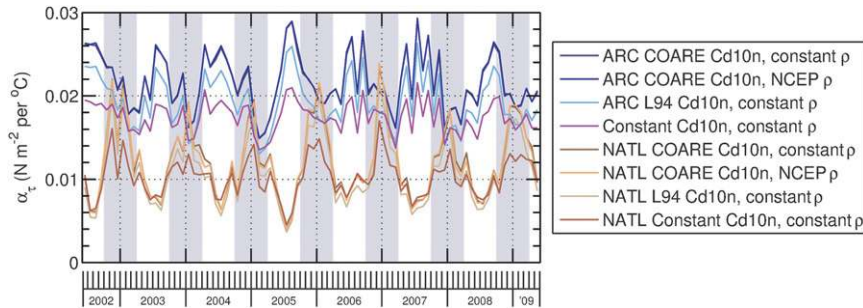 0.03
0.02
0.01
0
α_τ (N m⁻² per °C)
2002 2003 2004 2005 2006 2007 2008 '09
ARC COARE Cd10n, constant ρ
ARC COARE Cd10n, NCEP ρ
ARC L94 Cd10n, constant ρ
Constant Cd10n, constant ρ
NATL COARE Cd10n, constant ρ
NATL COARE Cd10n, NCEP ρ
NATL L94 Cd10n, constant ρ
NATL Constant Cd10n, constant ρ